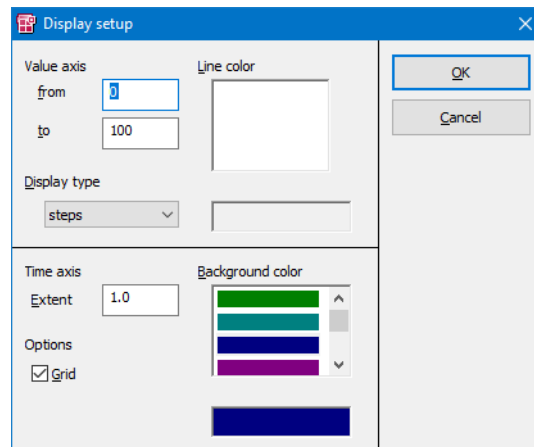 Display setup
Value axis
Line color
from
0
to
100
Display type
steps
Time axis
Extent
1.0
Background color
Options
Grid
OK
Cancel